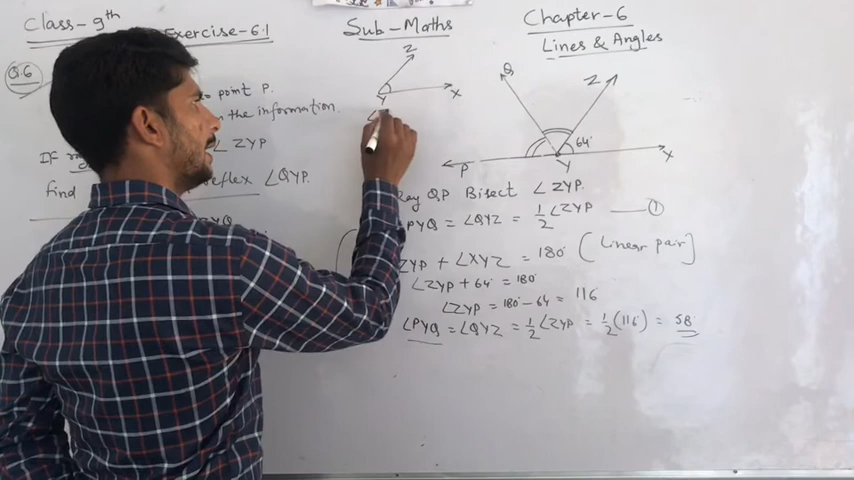 Class-9th Exercise-6.1
Sub-Maths
Chapter-6
Lines & Angles
Q.6
point P.
the information.
∠ZYP
If
find reflex ∠QYP.
Z
Y
X
∠
Q
Z
64°
P
Y
X
Ray QP Bisect ∠ZYP.
PYQ = ∠QYZ = 1/2 ∠ZYP —— ①
ZYP + ∠XYZ = 180° (Linear pair]
∠ZYP + 64° = 180°
∠ZYP = 180° - 64 = 116
∠PYQ = ∠QYZ = 1/2 ∠ZYP = 1/2 (116°) = 58°